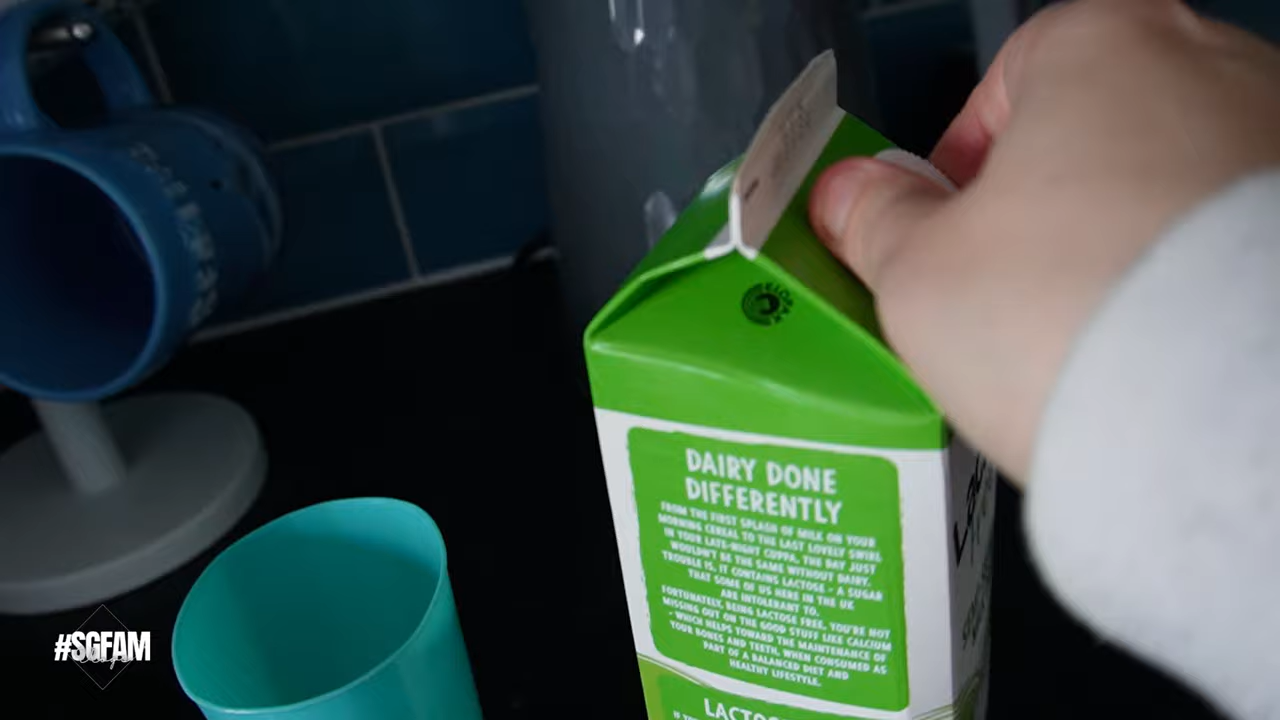 ELOPAK
DAIRY DONE
DIFFERENTLY
FROM THE FIRST SPLASH OF MILK ON YOUR
MORNING CEREAL TO THE LAST LOVELY SWIRL
IN YOUR LATE-NIGHT CUPPA, THE DAY JUST
WOULDN'T BE THE SAME WITHOUT DAIRY.
TROUBLE IS, IT CONTAINS LACTOSE - A SUGAR
THAT SOME OF US HERE IN THE UK
ARE INTOLERANT TO.
FORTUNATELY, BEING LACTOSE FREE, YOU'RE NOT
MISSING OUT ON THE GOOD STUFF LIKE CALCIUM
- WHICH HELPS TOWARD THE MAINTENANCE OF
YOUR BONES AND TEETH, WHEN CONSUMED AS
PART OF A BALANCED DIET AND
HEALTHY LIFESTYLE.
#SGFAM
Vlogs